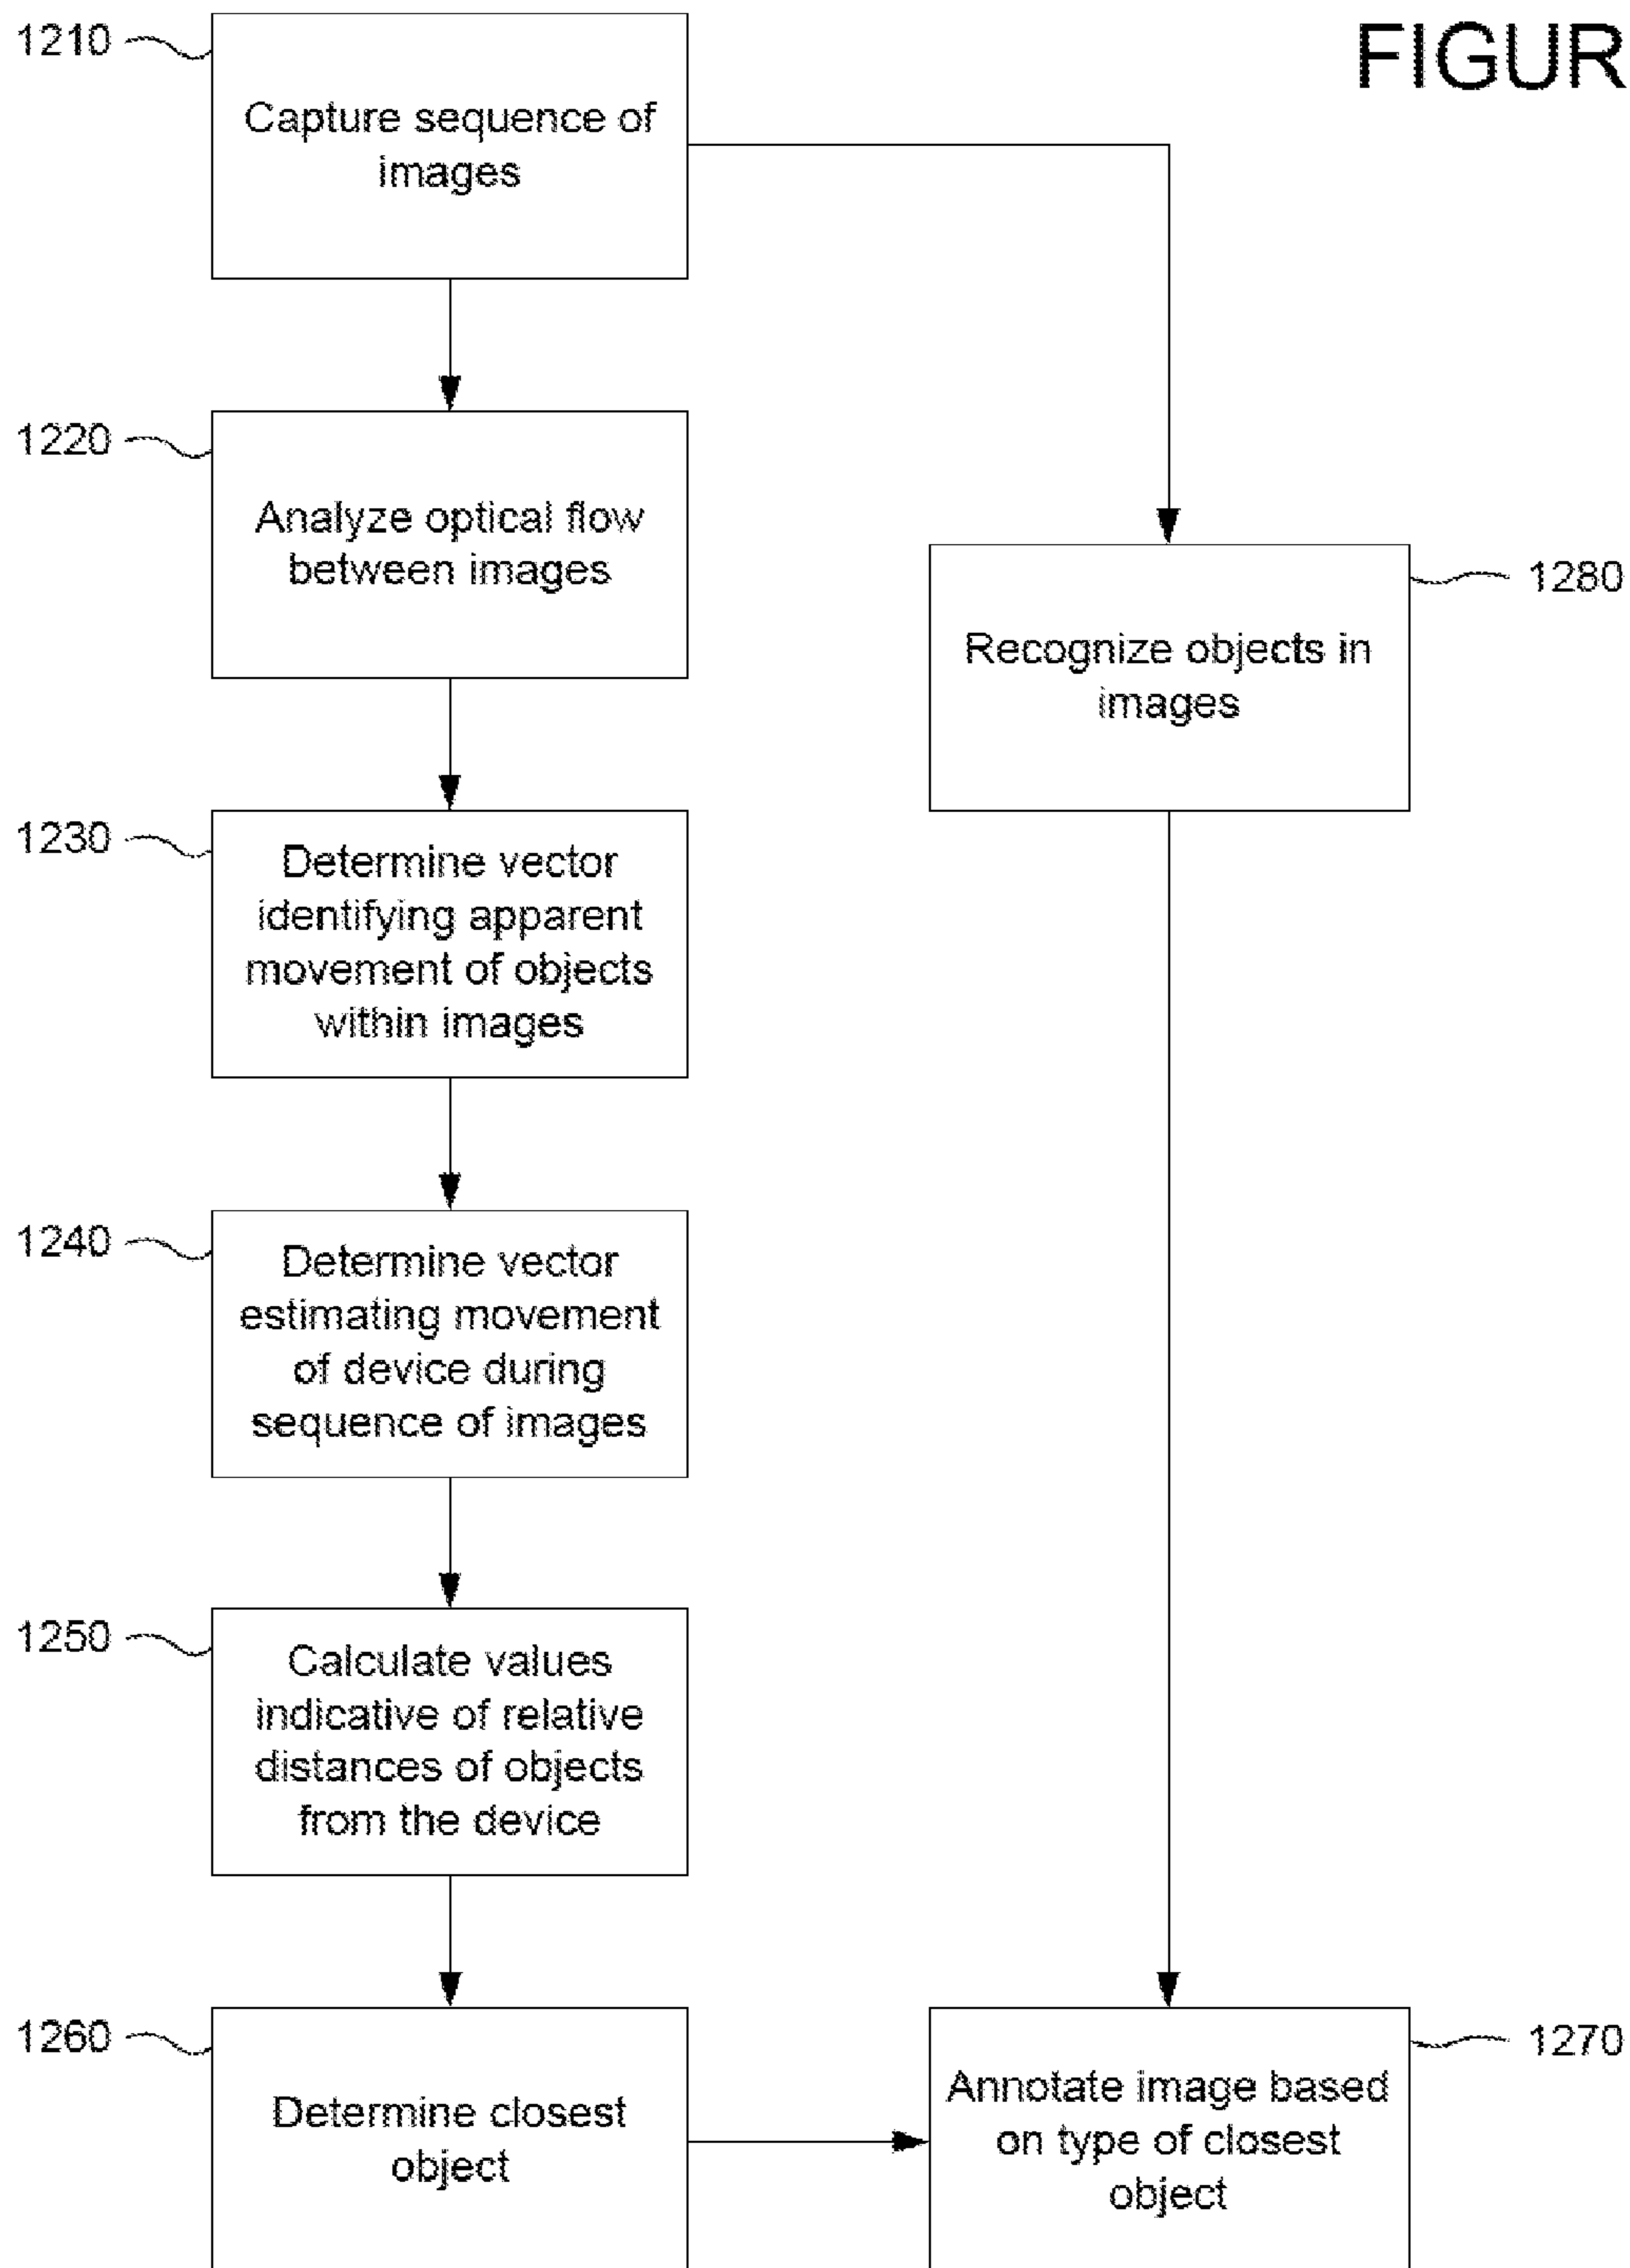 FIGUR
1210
Capture sequence of
images
1220
Analyze optical flow
between images
1280
Recognize objects in
images
1230
Determine vector
identifying apparent
movement of objects
within images
1240
Determine vector
estimating movement
of device during
sequence of images
1250
Calculate values
indicative of relative
distances of objects
from the device
1260
Determine closest
object
1270
Annotate image based
on type of closest
object